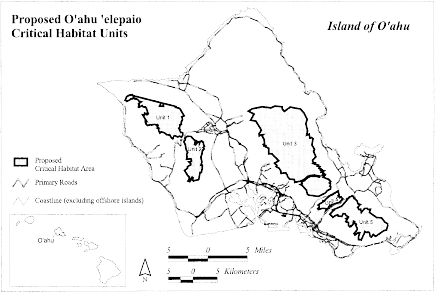 Proposed O'ahu 'elepaio
Critical Habitat Units
Island of O'ahu
Unit 1
Unit 2
Unit 3
Unit 5
Proposed
Critical Habitat Area
Primary Roads
Coastline (excluding offshore islands)
O'ahu
N
5 0 5 Miles
5 0 5 Kilometers